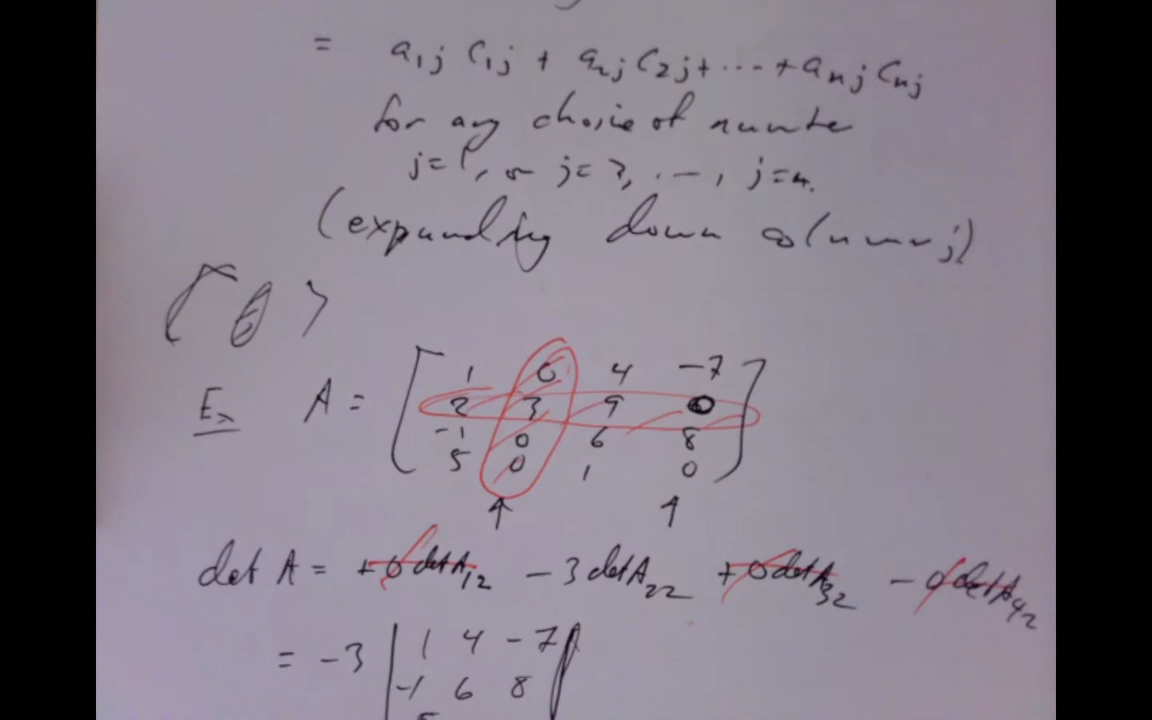 = a₁ⱼ C₁ⱼ + a₂ⱼ C₂ⱼ + ... + aₙⱼ Cₙⱼ
for any choice of number
j=1, or j=2, ..., j=n.
(expanding down column j)
Ex A =
1 0 4 -7
2 3 9 0
-1 0 6 8
5 0 1 0
det A = +0 det A₁₂ - 3 det A₂₂ + 0 det A₃₂ - 0 det A₄₂
= -3 | 1 4 -7 |
-1 6 8